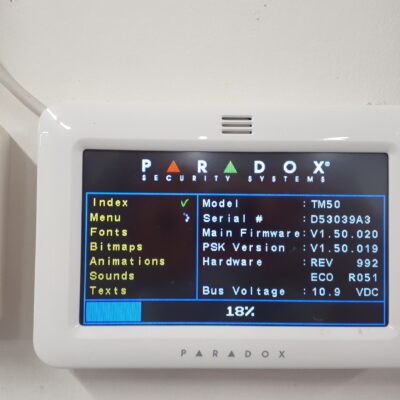 PARADOX®
SECURITY SYSTEMS
Index
Menu
Fonts
Bitmaps
Animations
Sounds
Texts
Model : TM50
Serial # : D53039A3
Main Firmware: V1.50.020
PSK Version : V1.50.019
Hardware : REV 992
ECO R051
Bus Voltage : 10.9 VDC
18%
PARADOX